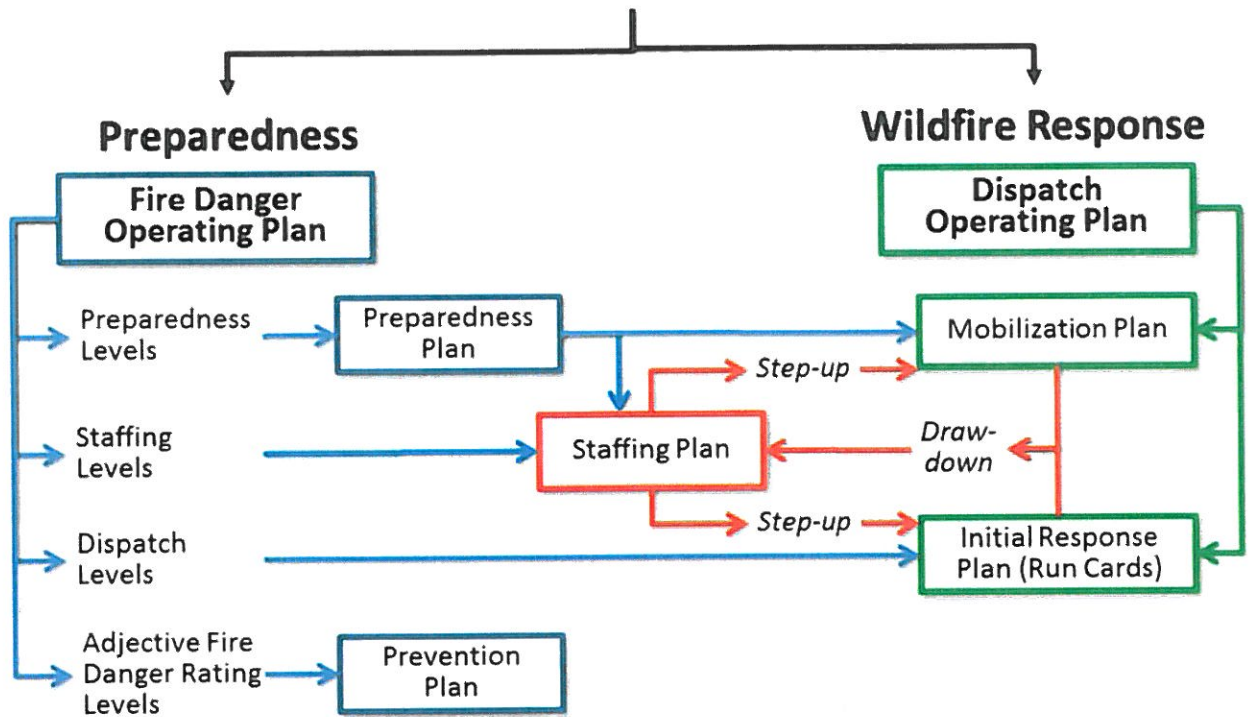 Preparedness
Wildfire Response
Fire Danger
Operating Plan
Dispatch
Operating Plan
Preparedness
Levels
Preparedness
Plan
Mobilization Plan
Step-up
Staffing
Levels
Staffing Plan
Draw-
down
Step-up
Dispatch
Levels
Initial Response
Plan (Run Cards)
Adjective Fire
Danger Rating
Levels
Prevention
Plan